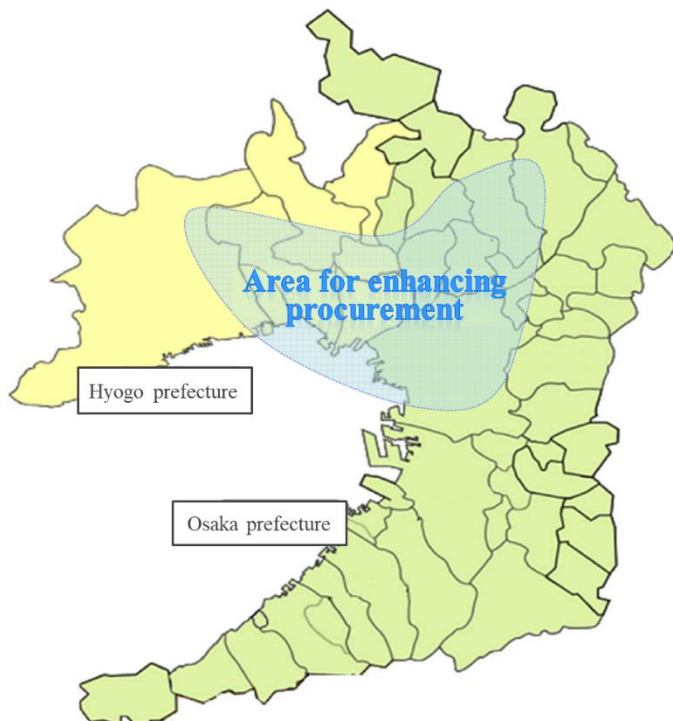 Area for enhancing
procurement
Hyogo prefecture
Osaka prefecture